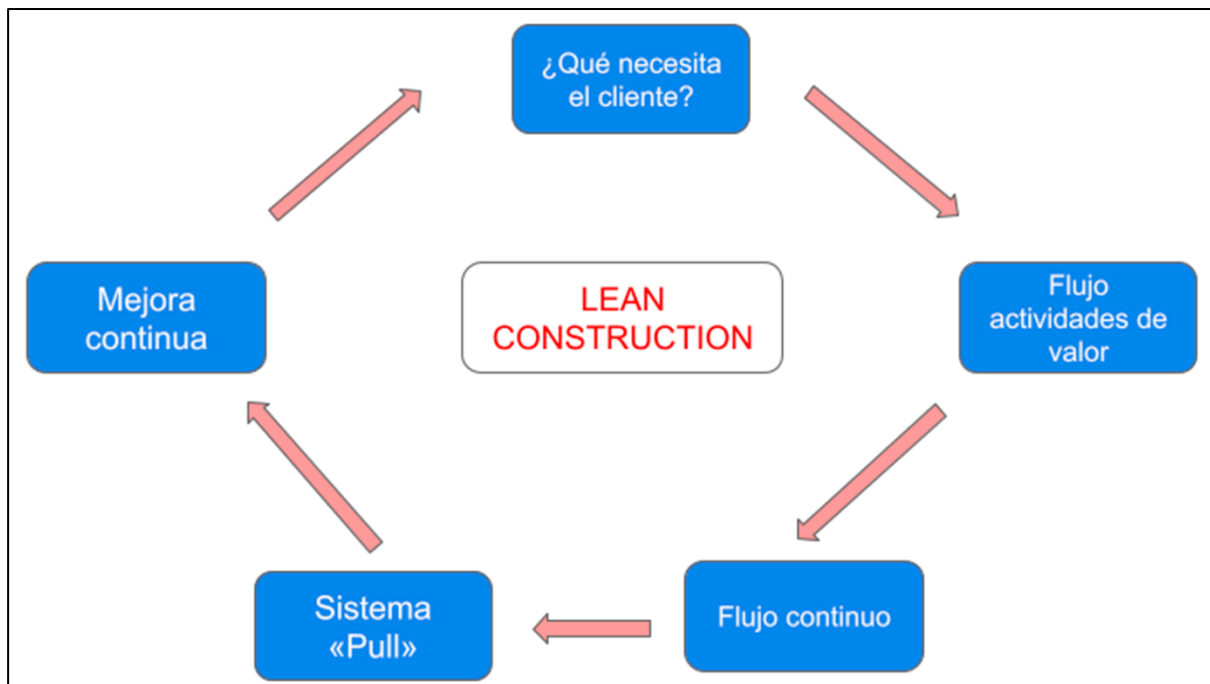 ¿Qué necesita
el cliente?
Mejora
continua
LEAN
CONSTRUCTION
Flujo
actividades de
valor
Sistema
«Pull»
Flujo continuo